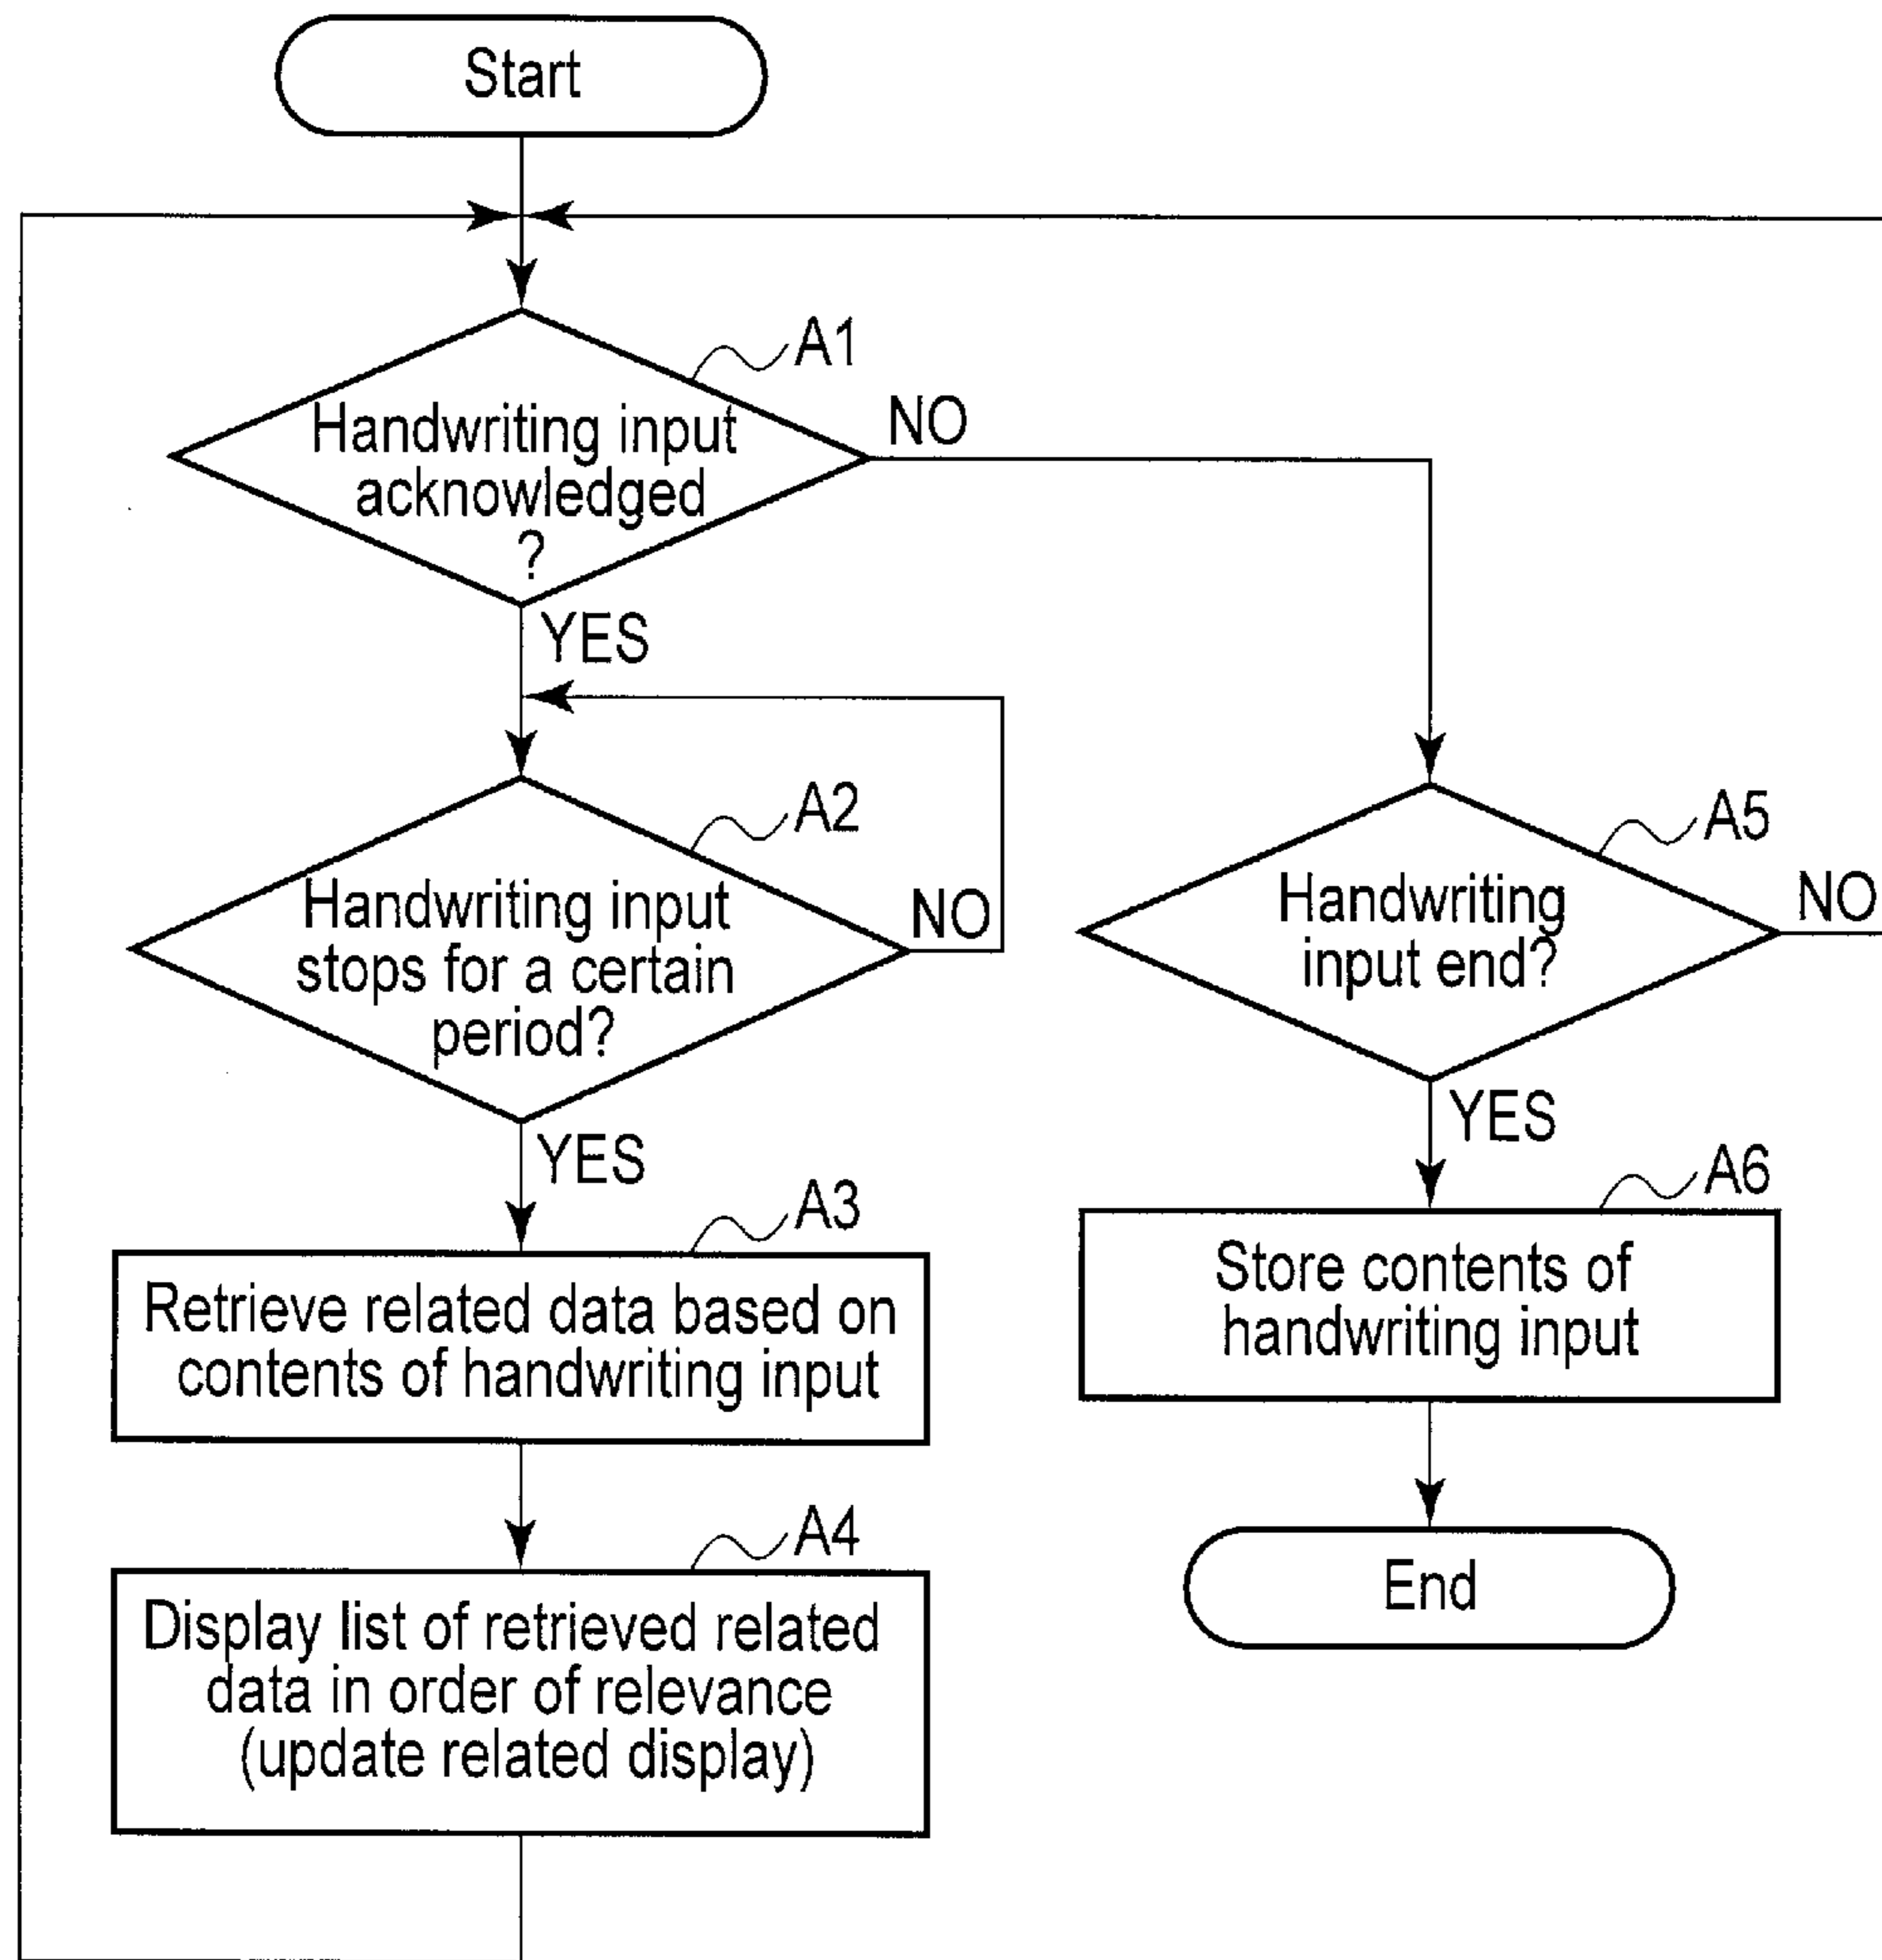 Start
A1
Handwriting input
acknowledged
?
NO
YES
A2
Handwriting input
stops for a certain
period?
NO
YES
A3
Retrieve related data based on
contents of handwriting input
A4
Display list of retrieved related
data in order of relevance
(update related display)
A5
Handwriting
input end?
NO
YES
A6
Store contents of
handwriting input
End